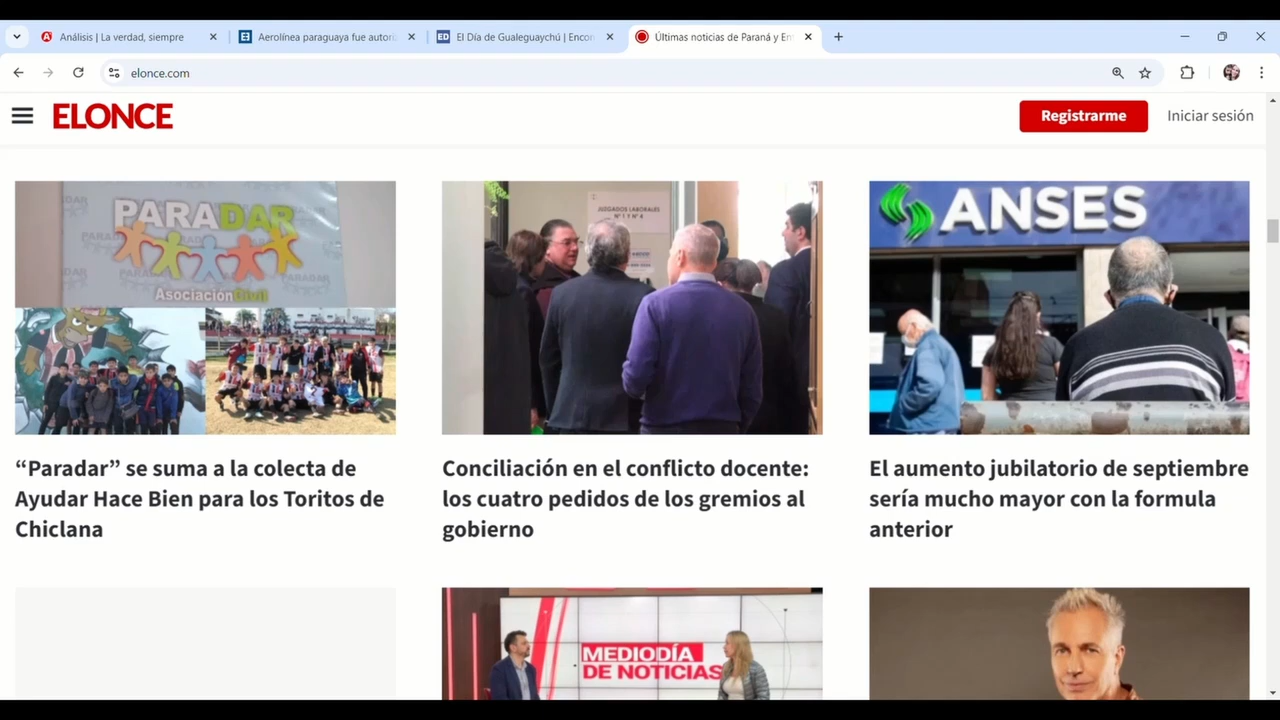 Análisis | La verdad, siempre
Aerolínea paraguaya fue autori
El Día de Gualeguaychú | Encon
Últimas noticias de Paraná y En
elonce.com
ELONCE
Registrarme
Iniciar sesión
PARADAR
Asociación Civil
JUZGADOS LABORALES
ANSES
“Paradar” se suma a la colecta de
Ayudar Hace Bien para los Toritos de
Chiclana
Conciliación en el conflicto docente:
los cuatro pedidos de los gremios al
gobierno
El aumento jubilatorio de septiembre
sería mucho mayor con la formula
anterior
MEDIODÍA
DE NOTICIAS